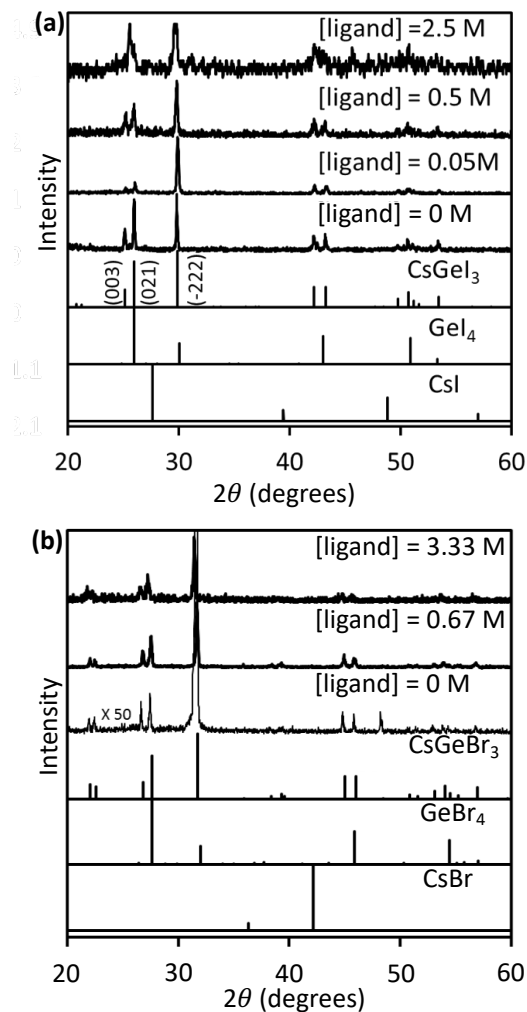 (a)
[ligand] =2.5 M
[ligand] = 0.5 M
[ligand] = 0.05M
[ligand] = 0 M
(003)
(021)
(-222)
CsGeI₃
GeI₄
CsI
Intensity
20 30 40 50 60
2θ (degrees)
(b)
[ligand] = 3.33 M
[ligand] = 0.67 M
[ligand] = 0 M
X 50
CsGeBr₃
GeBr₄
CsBr
Intensity
20 30 40 50 60
2θ (degrees)